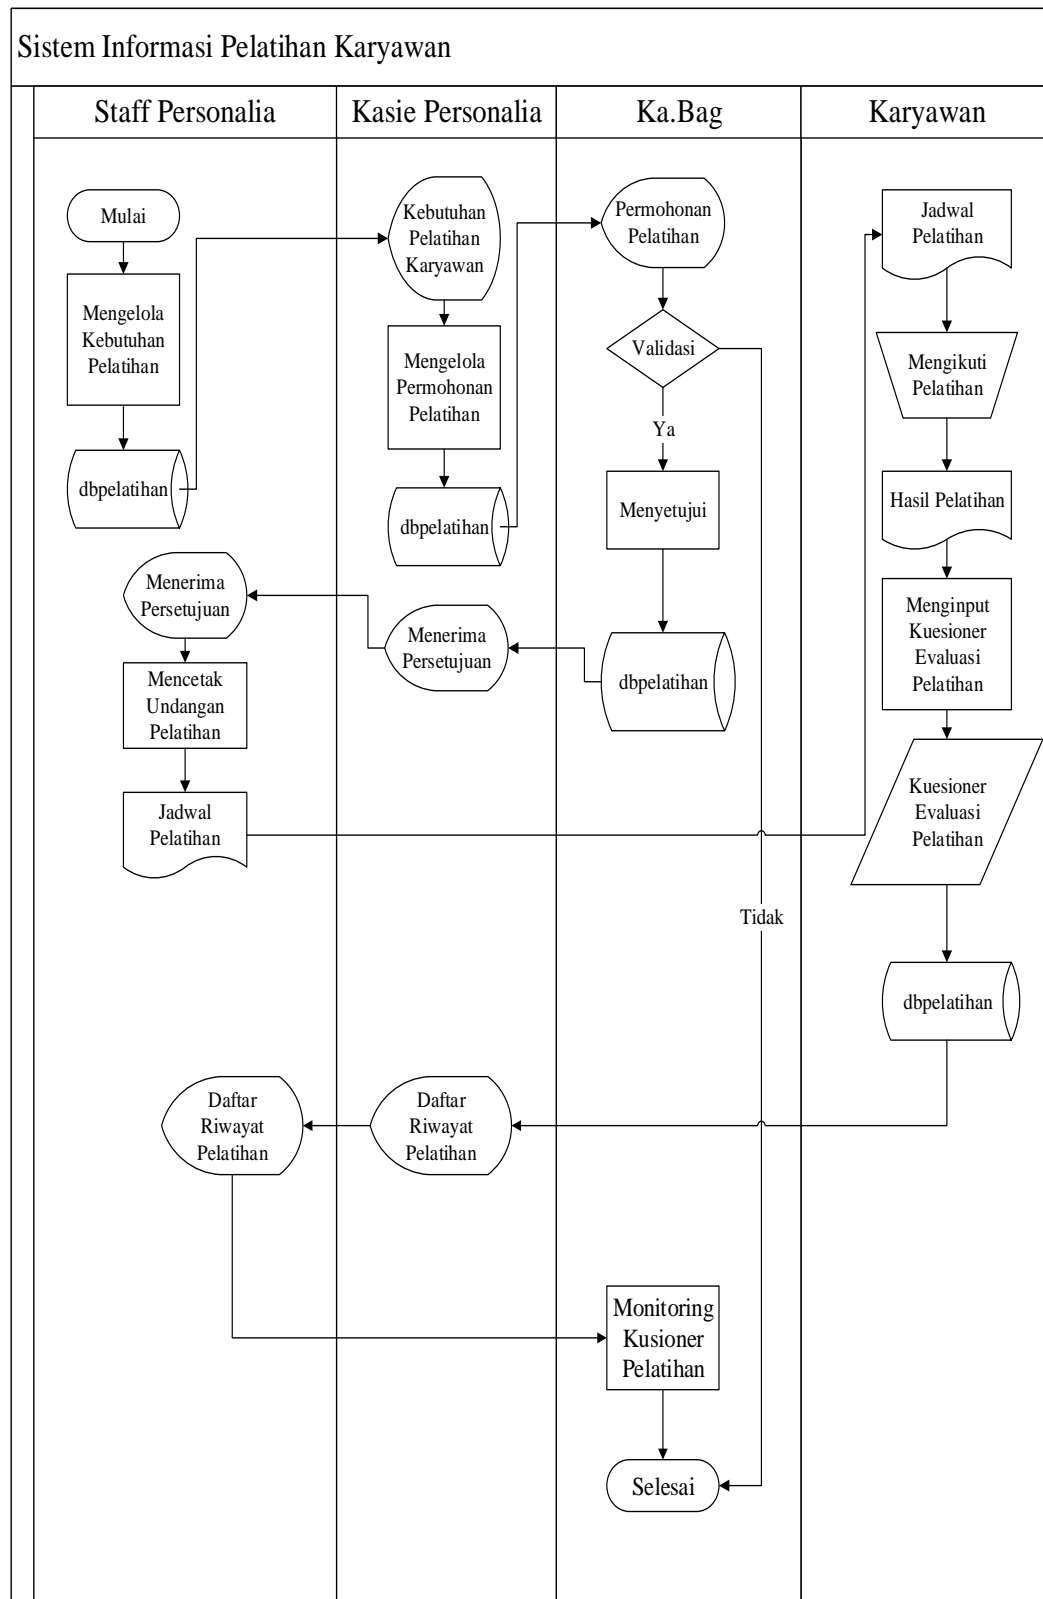 Sistem Informasi Pelatihan Karyawan
Staff Personalia
Kasie Personalia
Ka.Bag
Karyawan
Mulai
Mengelola
Kebutuhan
Pelatihan
dbpelatihan
Kebutuhan
Pelatihan
Karyawan
Mengelola
Permohonan
Pelatihan
dbpelatihan
Permohonan
Pelatihan
Validasi
Ya
Menyetujui
dbpelatihan
Menerima
Persetujuan
Menerima
Persetujuan
Mencetak
Undangan
Pelatihan
Jadwal
Pelatihan
Jadwal
Pelatihan
Mengikuti
Pelatihan
Hasil Pelatihan
Menginput
Kuesioner
Evaluasi
Pelatihan
Kuesioner
Evaluasi
Pelatihan
Tidak
dbpelatihan
Daftar
Riwayat
Pelatihan
Daftar
Riwayat
Pelatihan
Monitoring
Kusioner
Pelatihan
Selesai